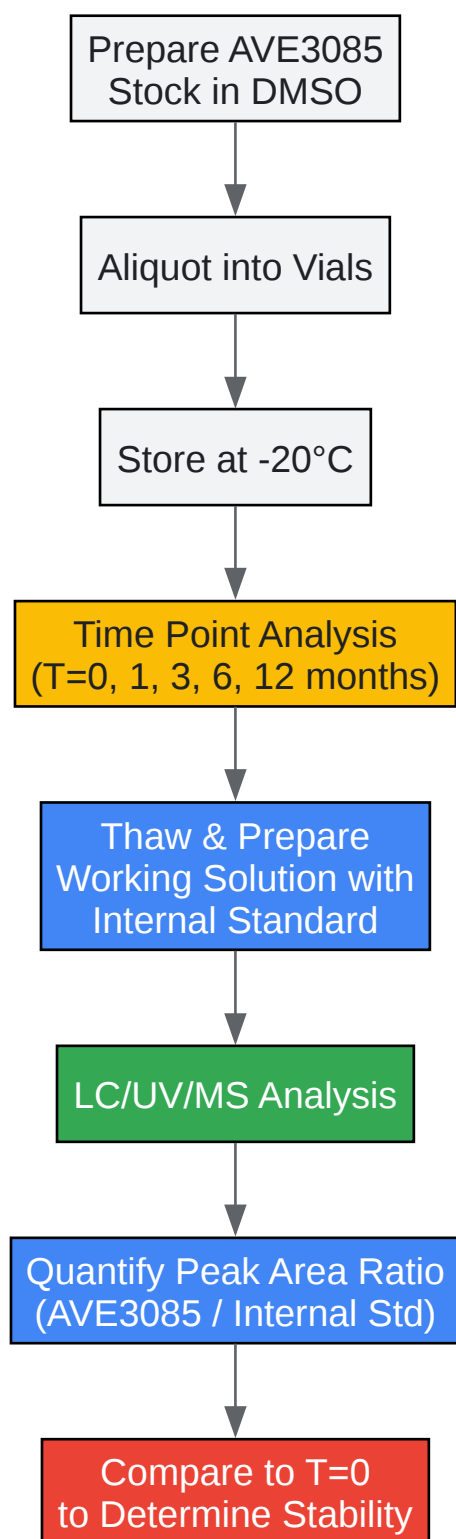 Prepare AVE3085
Stock in DMSO
Aliquot into Vials
Store at -20°C
Time Point Analysis
(T=0, 1, 3, 6, 12 months)
Thaw & Prepare
Working Solution with
Internal Standard
LC/UV/MS Analysis
Quantify Peak Area Ratio
(AVE3085 / Internal Std)
Compare to T=0
to Determine Stability